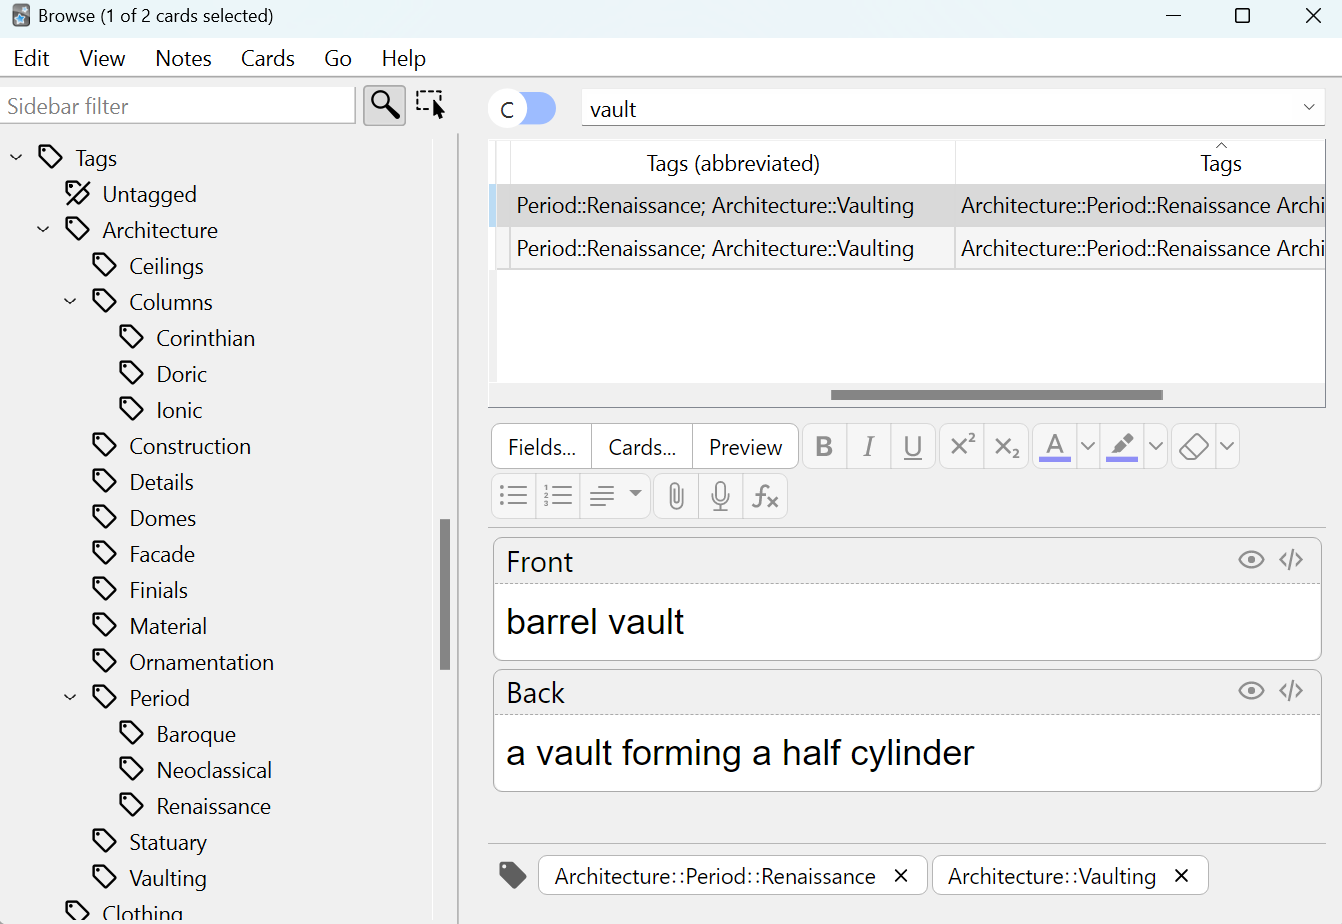 Browse (1 of 2 cards selected)
Edit View Notes Cards Go Help
Sidebar filter
C
vault
Tags
Untagged
Architecture
Ceilings
Columns
Corinthian
Doric
Ionic
Construction
Details
Domes
Facade
Finials
Material
Ornamentation
Period
Baroque
Neoclassical
Renaissance
Statuary
Vaulting
Clothing
Tags (abbreviated) Tags
Period::Renaissance; Architecture::Vaulting Architecture::Period::Renaissance Archi
Period::Renaissance; Architecture::Vaulting Architecture::Period::Renaissance Archi
Fields... Cards... Preview B I U x² x₂ A
fx
Front
barrel vault
Back
a vault forming a half cylinder
Architecture::Period::Renaissance Architecture::Vaulting